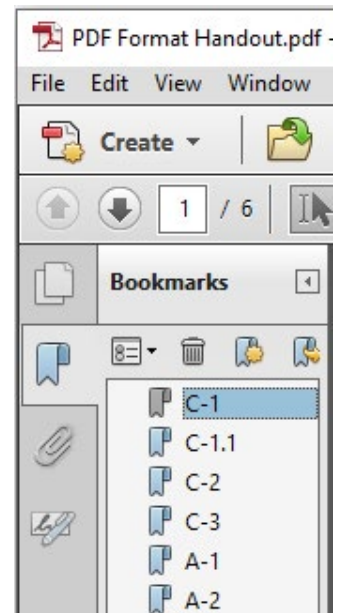 PDF Format Handout.pdf -
File Edit View Window
Create
1 / 6
Bookmarks
C-1
C-1.1
C-2
C-3
A-1
A-2